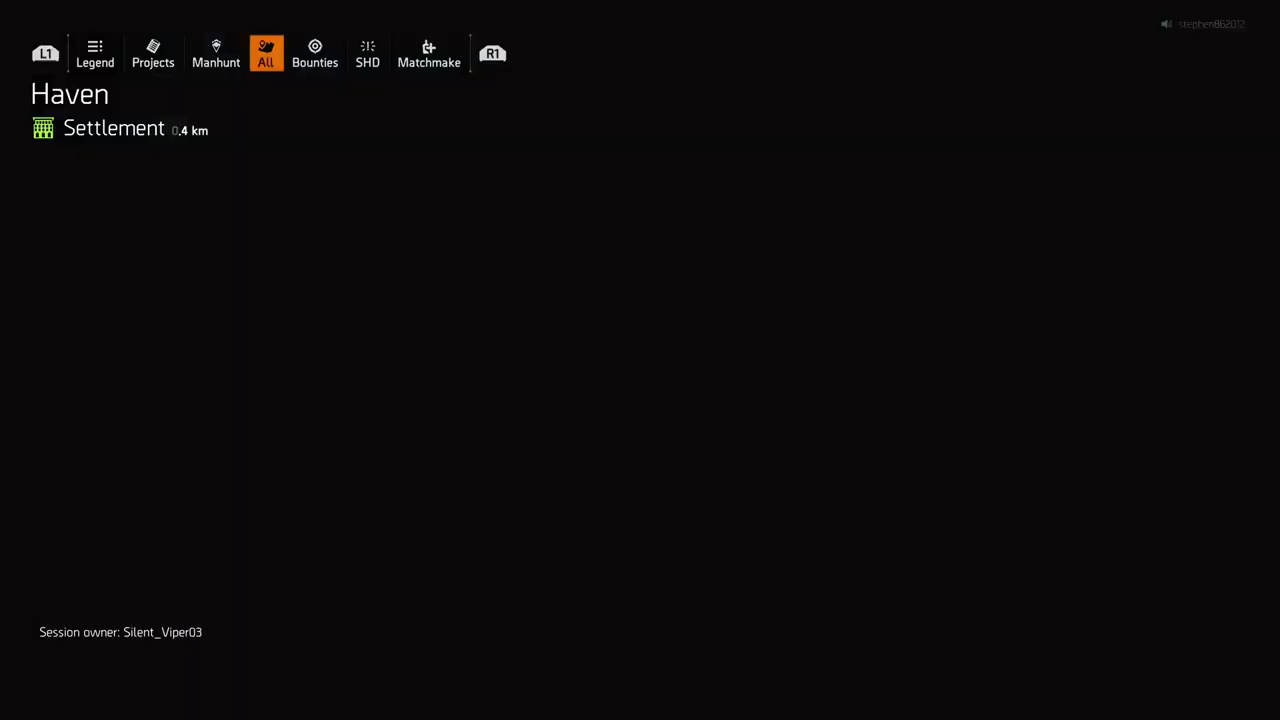 stephen862012
L1 Legend Projects Manhunt All Bounties SHD Matchmake R1
Haven
Settlement 0.4 km
Session owner: Silent_Viper03